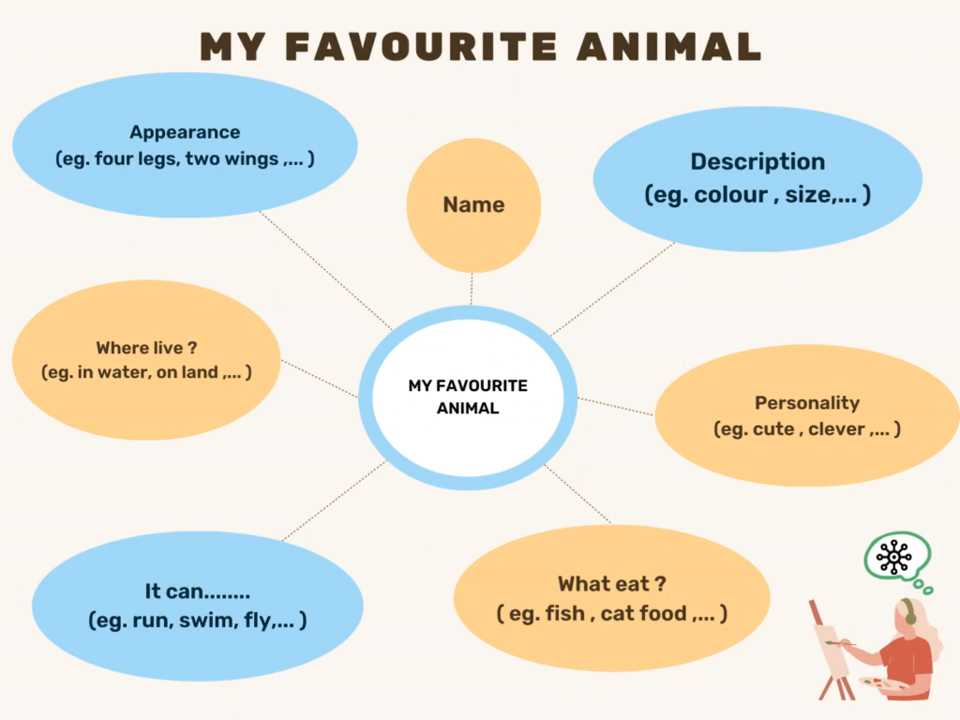 MY FAVOURITE ANIMAL
Appearance
(eg. four legs, two wings ,... )
Name
Description
(eg. colour , size,... )
Where live ?
(eg. in water, on land ,... )
MY FAVOURITE
ANIMAL
Personality
(eg. cute , clever ,... )
It can........
(eg. run, swim, fly,... )
What eat ?
( eg. fish , cat food ,... )